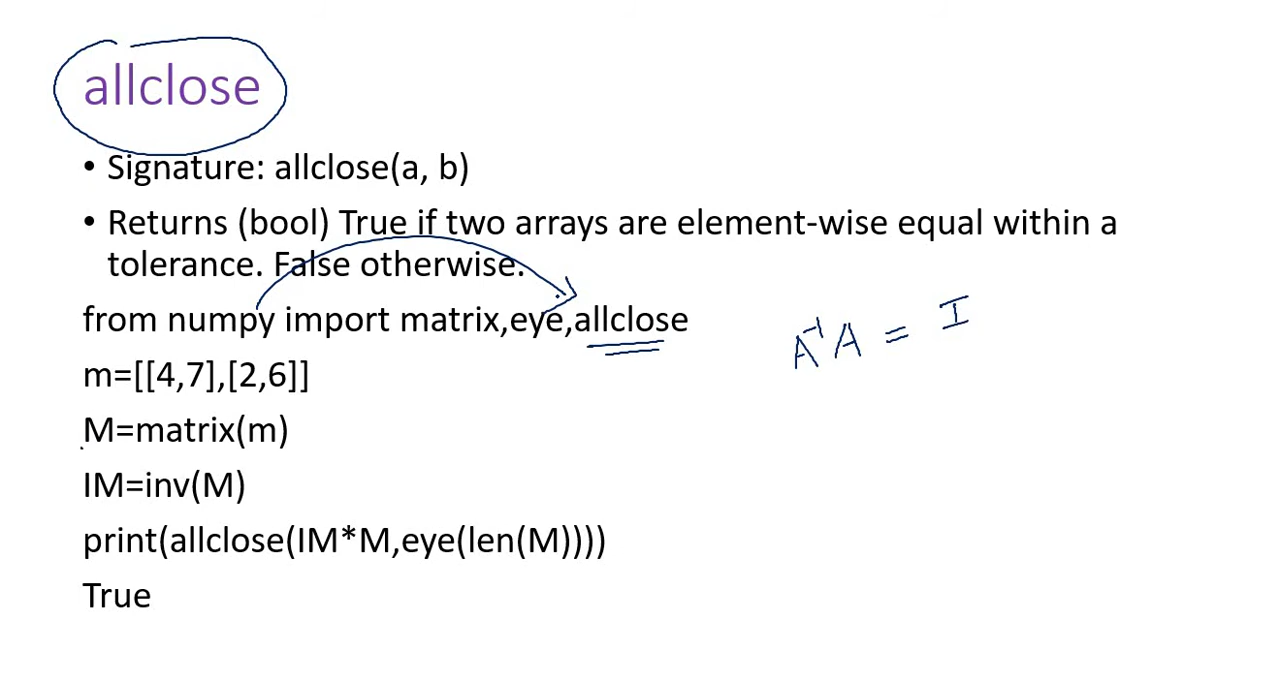 allclose
• Signature: allclose(a, b)
• Returns (bool) True if two arrays are element-wise equal within a
tolerance. False otherwise.
from numpy import matrix,eye,allclose
A⁻¹A = I
m=[[4,7],[2,6]]
M=matrix(m)
IM=inv(M)
print(allclose(IM*M,eye(len(M))))
True